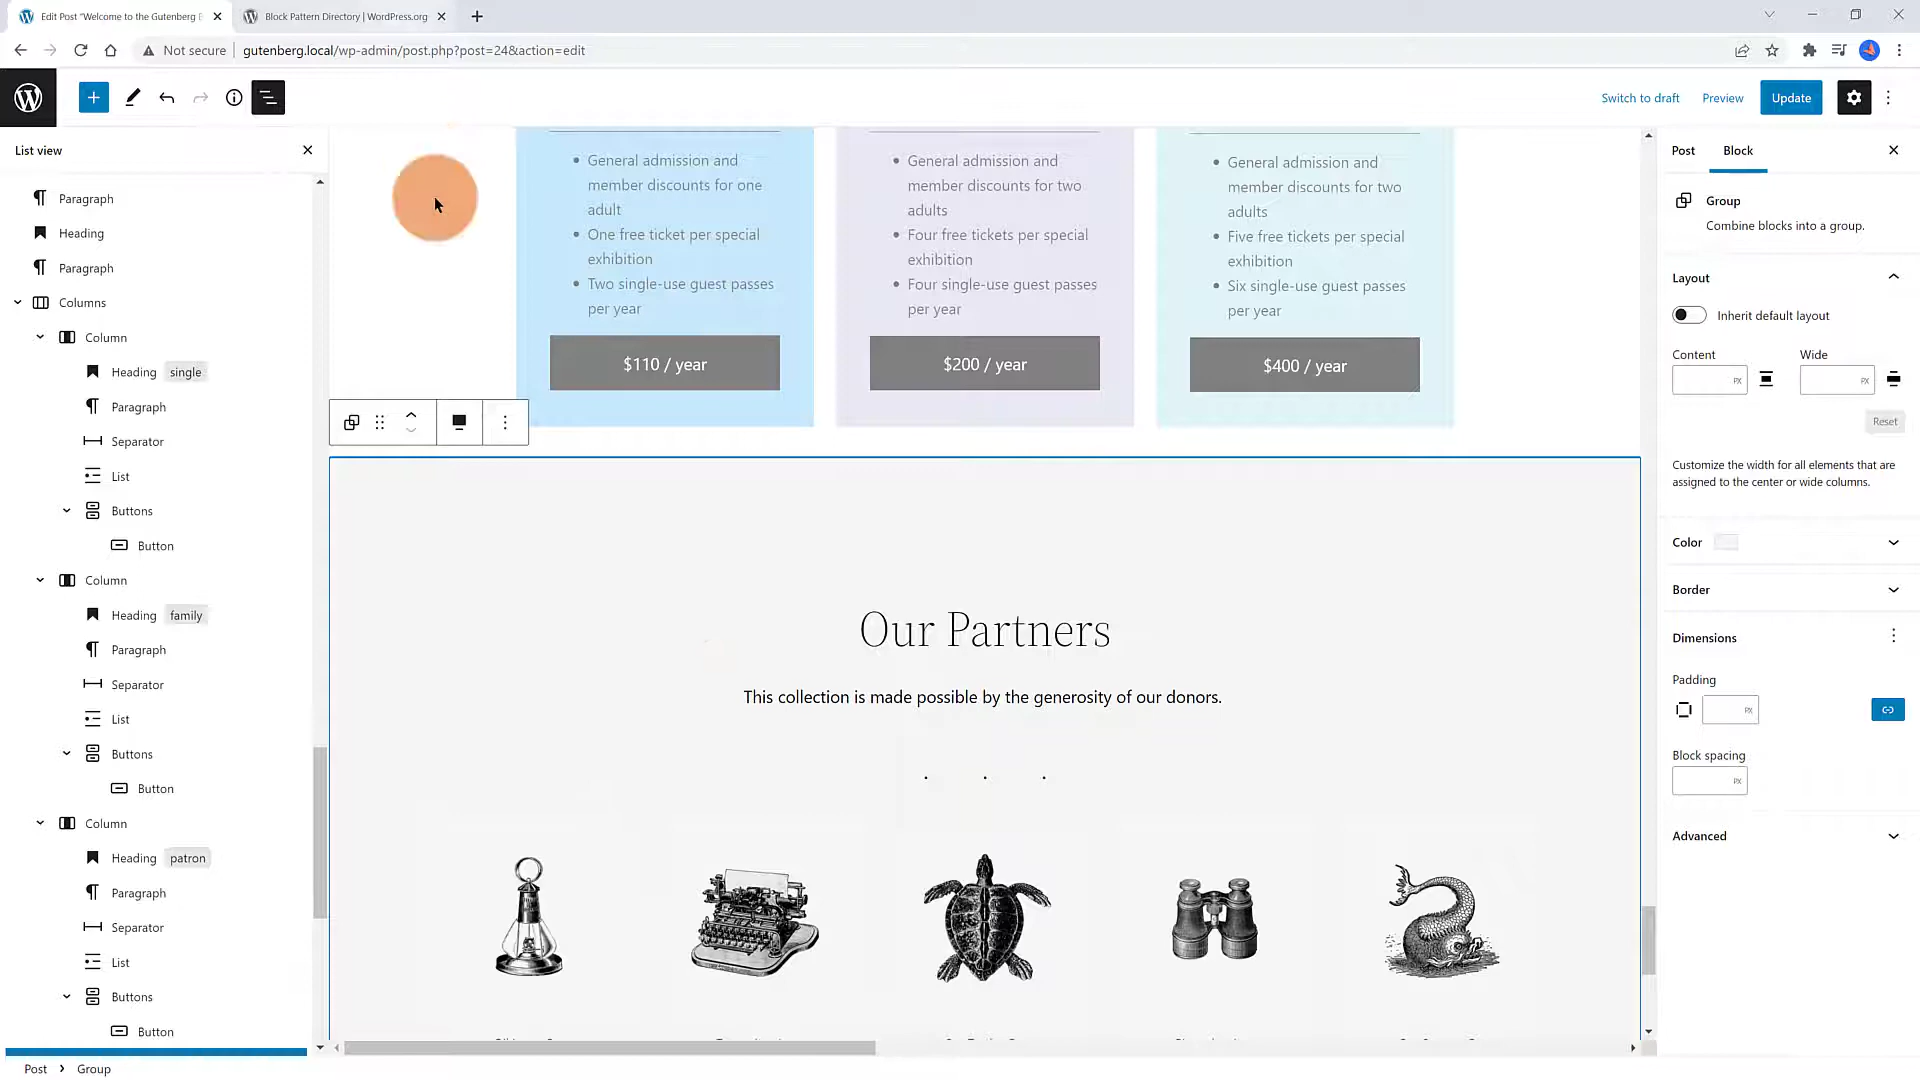 Edit Post "Welcome to the Gutenberg E
Block Pattern Directory | WordPress.org
Not secure
gutenberg.local/wp-admin/post.php?post=24&action=edit
Switch to draft
Preview
Update
List view
Paragraph
Heading
Paragraph
Columns
Column
Heading single
Paragraph
Separator
List
Buttons
Button
Column
Heading family
Paragraph
Separator
List
Buttons
Button
Column
Heading patron
Paragraph
Separator
List
Buttons
Button
General admission and
member discounts for one
adult
One free ticket per special
exhibition
Two single-use guest passes
per year
$110 / year
General admission and
member discounts for two
adults
Four free tickets per special
exhibition
Four single-use guest passes
per year
$200 / year
General admission and
member discounts for two
adults
Five free tickets per special
exhibition
Six single-use guest passes
per year
$400 / year
Our Partners
This collection is made possible by the generosity of our donors.
Post
Block
Group
Combine blocks into a group.
Layout
Inherit default layout
Content
Wide
PX
PX
Reset
Customize the width for all elements that are
assigned to the center or wide columns.
Color
Border
Dimensions
Padding
PX
Block spacing
PX
Advanced
Post > Group